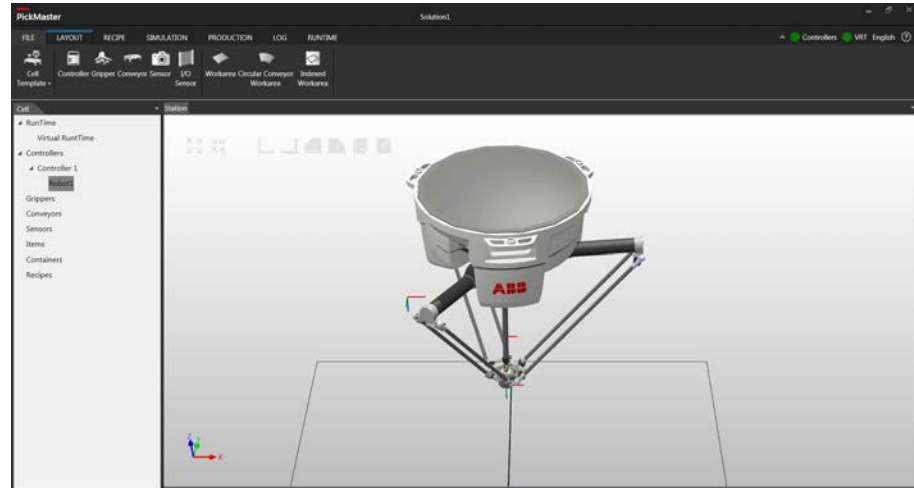 PickMaster
Solution1
FILE LAYOUT RECIPE SIMULATION PRODUCTION LOG RUNTIME
Controllers VRT English
Cell Template
Controller
Gripper
Conveyor
Sensor
I/O Sensor
Workarea
Circular Conveyor Workarea
Indexed Workarea
Cell
Station
RunTime
Virtual RuntTime
Controllers
Controller 1
Robot1
Grippers
Conveyors
Sensors
Items
Containers
Recipes
ABB
Z
Y
X